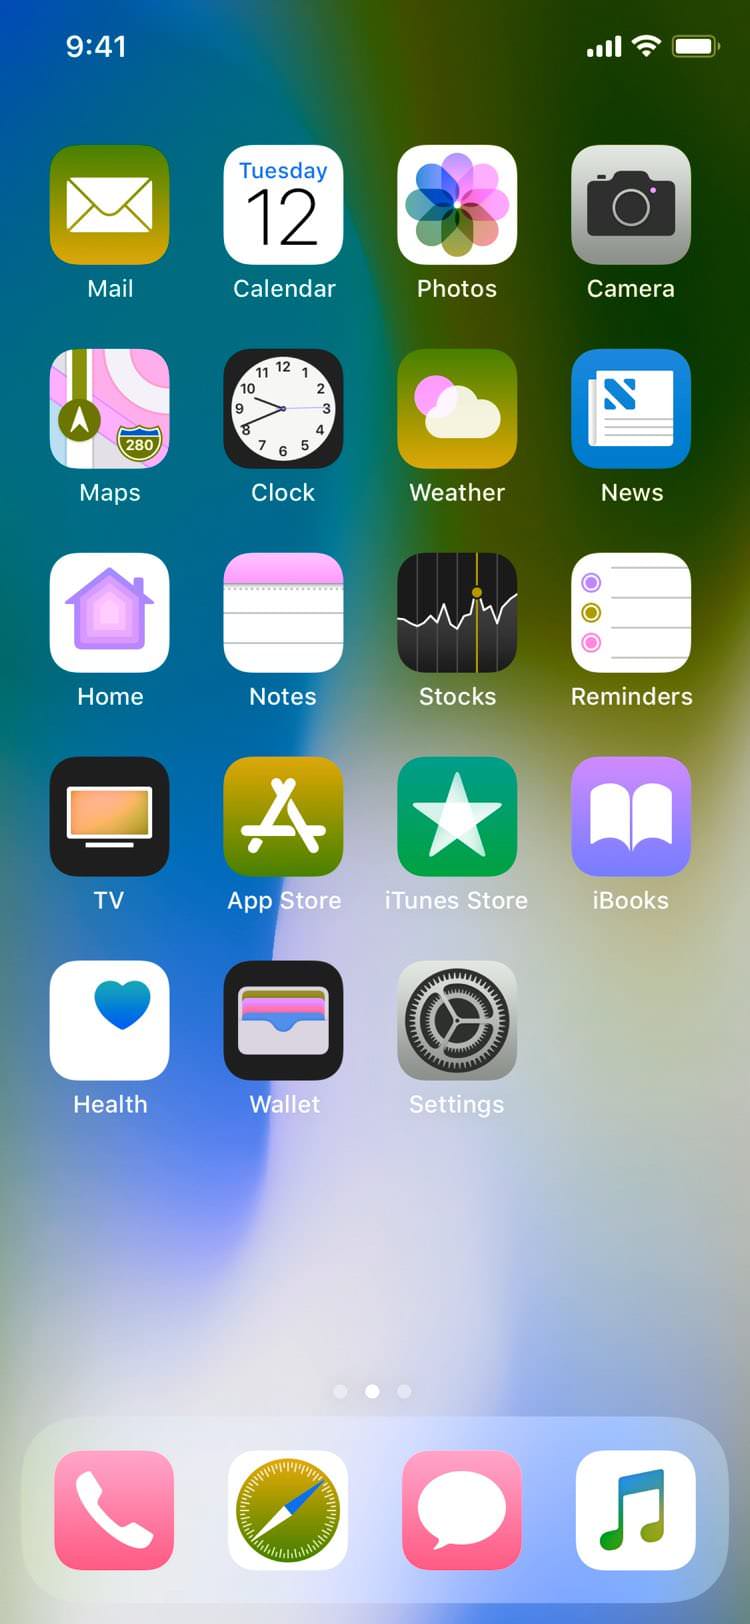 9:41
Tuesday
12
Mail
Calendar
Photos
Camera
280
12
11
1
10
2
9
3
8
4
7
5
6
Maps
Clock
Weather
News
Home
Notes
Stocks
Reminders
TV
App Store
iTunes Store
iBooks
Health
Wallet
Settings